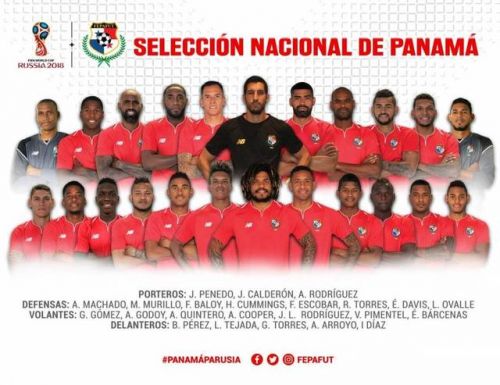 FIFA WORLD CUP
RUSSIA 2018
FEPAFUT
SELECCIÓN NACIONAL DE PANAMÁ
PORTEROS: J. PENEDO, J. CALDERÓN, A. RODRÍGUEZ
DEFENSAS: A. MACHADO, M. MURILLO, F. BALOY, H. CUMMINGS, F. ESCOBAR, R. TORRES, É. DAVIS, L. OVALLE
VOLANTES: G. GÓMEZ, A. GODOY, A. QUINTERO, A. COOPER, J. L. RODRÍGUEZ, V. PIMENTEL, É. BÁRCENAS
DELANTEROS: B. PÉREZ, L. TEJADA, G. TORRES, A. ARROYO, I DÍAZ
#PANAMÁPARUSIA FEPAFUT